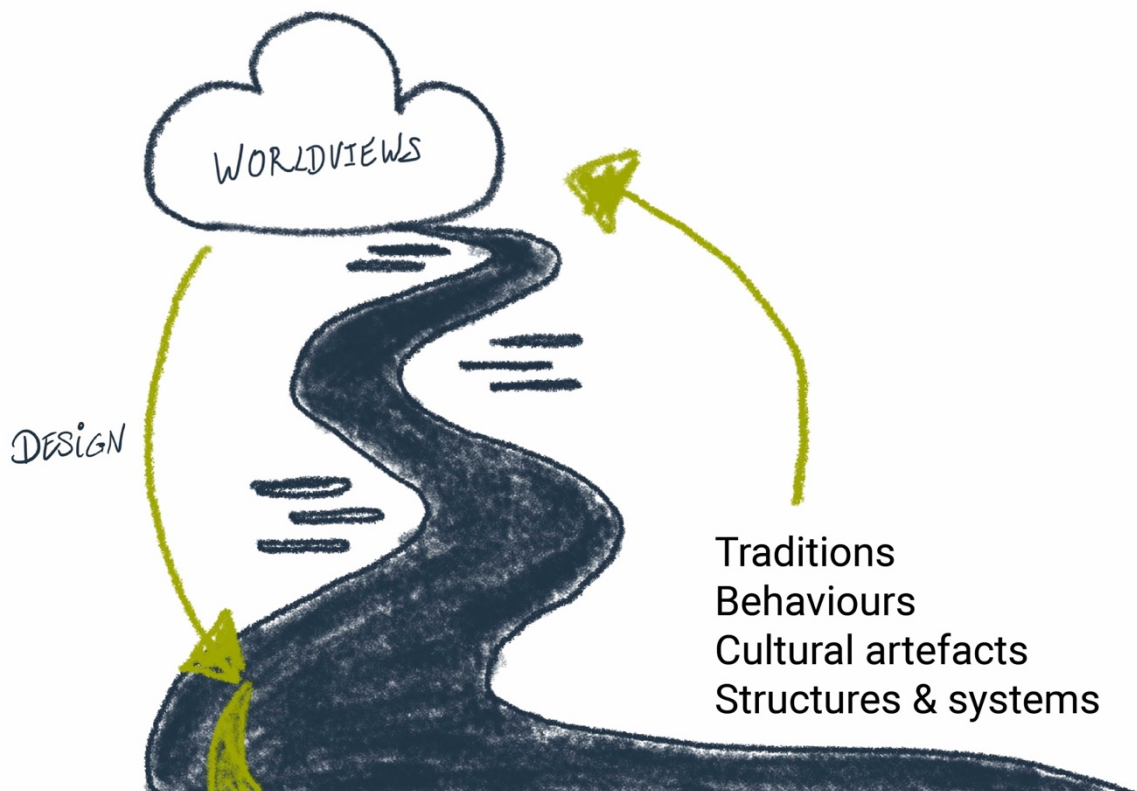 WORLDVIEWS
DESiGN
Traditions
Behaviours
Cultural artefacts
Structures & systems